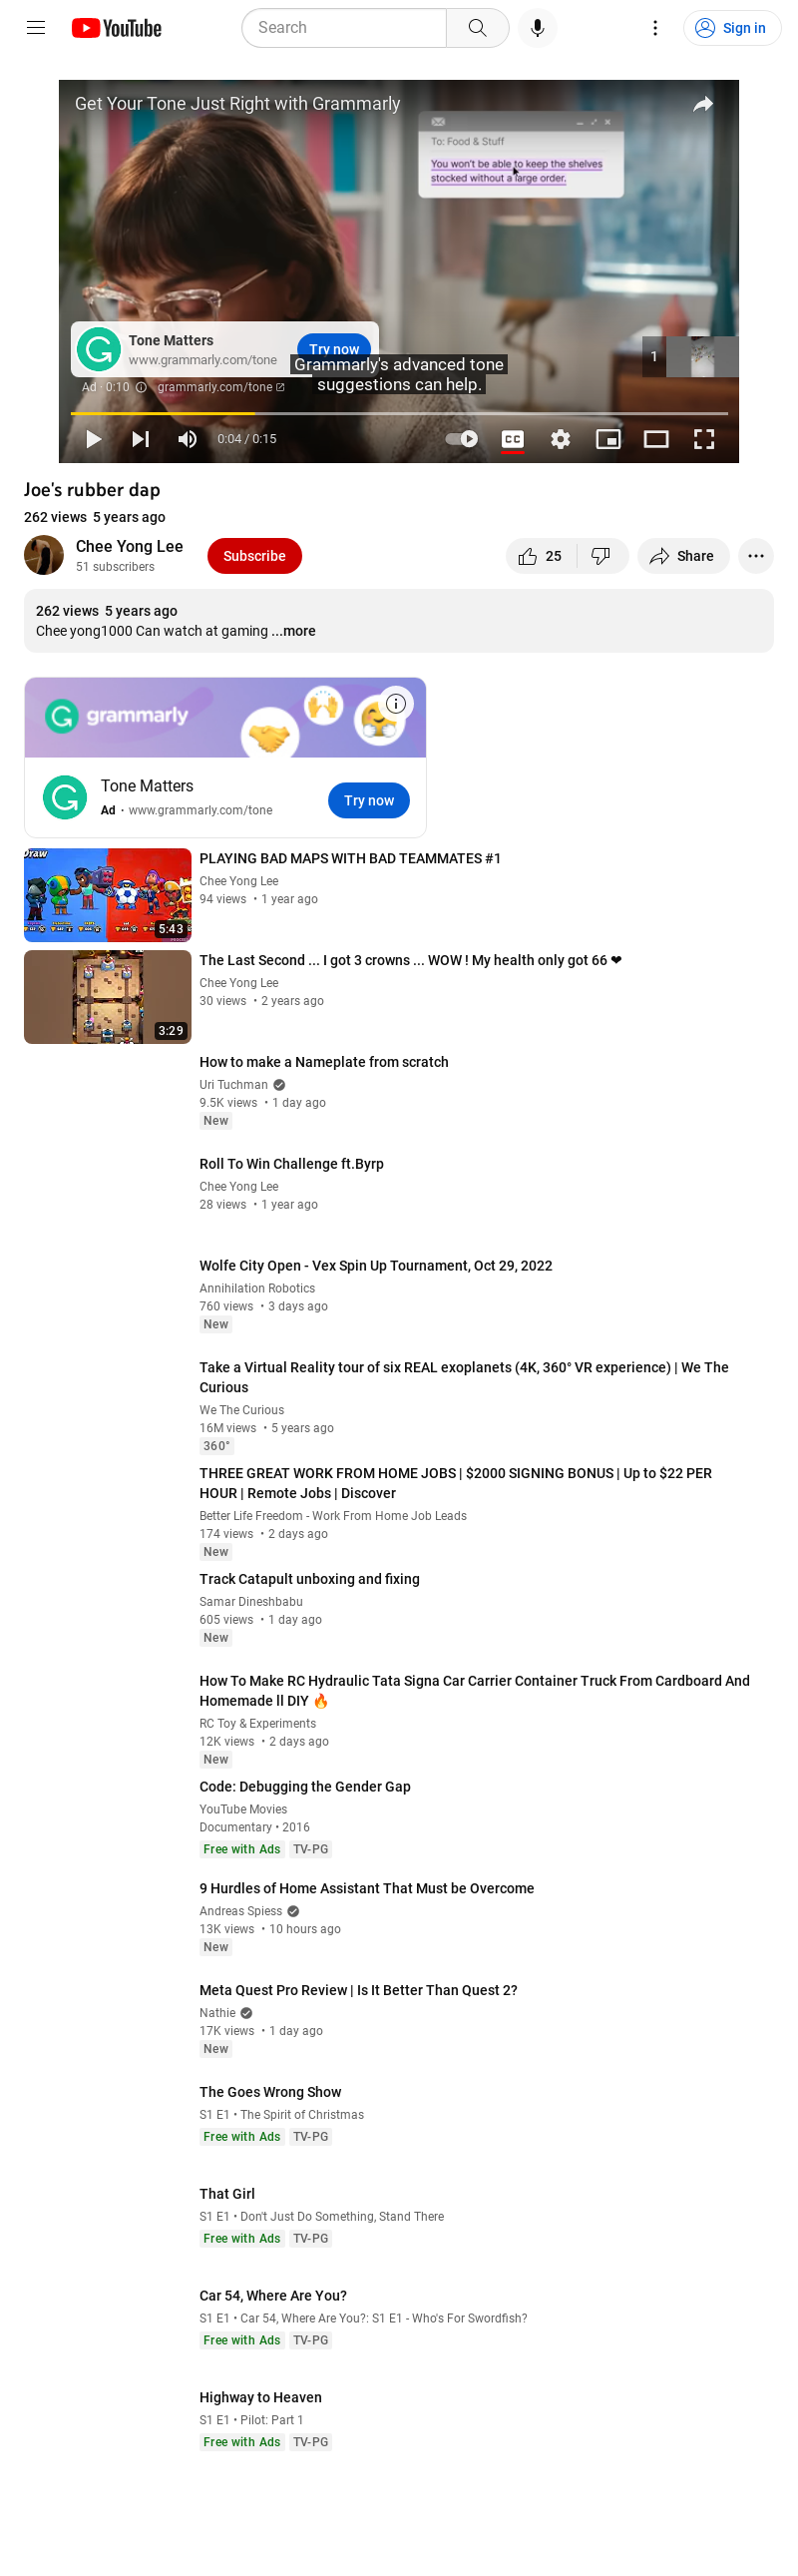 YouTube
Search
Sign in
Get Your Tone Just Right with Grammarly
To: Food & Stuff
You won't be able to keep the shelves
stocked without a large order.
Tone Matters
www.grammarly.com/tone
Try now
1
Grammarly's advanced tone
suggestions can help.
Ad · 0:10
grammarly.com/tone
0:04 / 0:15
CC
Joe's rubber dap
262 views 5 years ago
Chee Yong Lee
51 subscribers
Subscribe
25
Share
262 views 5 years ago
Chee yong1000 Can watch at gaming ...more
grammarly
Tone Matters
Ad • www.grammarly.com/tone
Try now
Draw
5:43
PLAYING BAD MAPS WITH BAD TEAMMATES #1
Chee Yong Lee
94 views • 1 year ago
3:29
The Last Second ... I got 3 crowns ... WOW ! My health only got 66 ❤
Chee Yong Lee
30 views • 2 years ago
How to make a Nameplate from scratch
Uri Tuchman
9.5K views • 1 day ago
New
Roll To Win Challenge ft.Byrp
Chee Yong Lee
28 views • 1 year ago
Wolfe City Open - Vex Spin Up Tournament, Oct 29, 2022
Annihilation Robotics
760 views • 3 days ago
New
Take a Virtual Reality tour of six REAL exoplanets (4K, 360° VR experience) | We The
Curious
We The Curious
16M views • 5 years ago
360°
THREE GREAT WORK FROM HOME JOBS | $2000 SIGNING BONUS | Up to $22 PER
HOUR | Remote Jobs | Discover
Better Life Freedom - Work From Home Job Leads
174 views • 2 days ago
New
Track Catapult unboxing and fixing
Samar Dineshbabu
605 views • 1 day ago
New
How To Make RC Hydraulic Tata Signa Car Carrier Container Truck From Cardboard And
Homemade ll DIY 🔥
RC Toy & Experiments
12K views • 2 days ago
New
Code: Debugging the Gender Gap
YouTube Movies
Documentary • 2016
Free with Ads TV-PG
9 Hurdles of Home Assistant That Must be Overcome
Andreas Spiess
13K views • 10 hours ago
New
Meta Quest Pro Review | Is It Better Than Quest 2?
Nathie
17K views • 1 day ago
New
The Goes Wrong Show
S1 E1 • The Spirit of Christmas
Free with Ads TV-PG
That Girl
S1 E1 • Don't Just Do Something, Stand There
Free with Ads TV-PG
Car 54, Where Are You?
S1 E1 • Car 54, Where Are You?: S1 E1 - Who's For Swordfish?
Free with Ads TV-PG
Highway to Heaven
S1 E1 • Pilot: Part 1
Free with Ads TV-PG